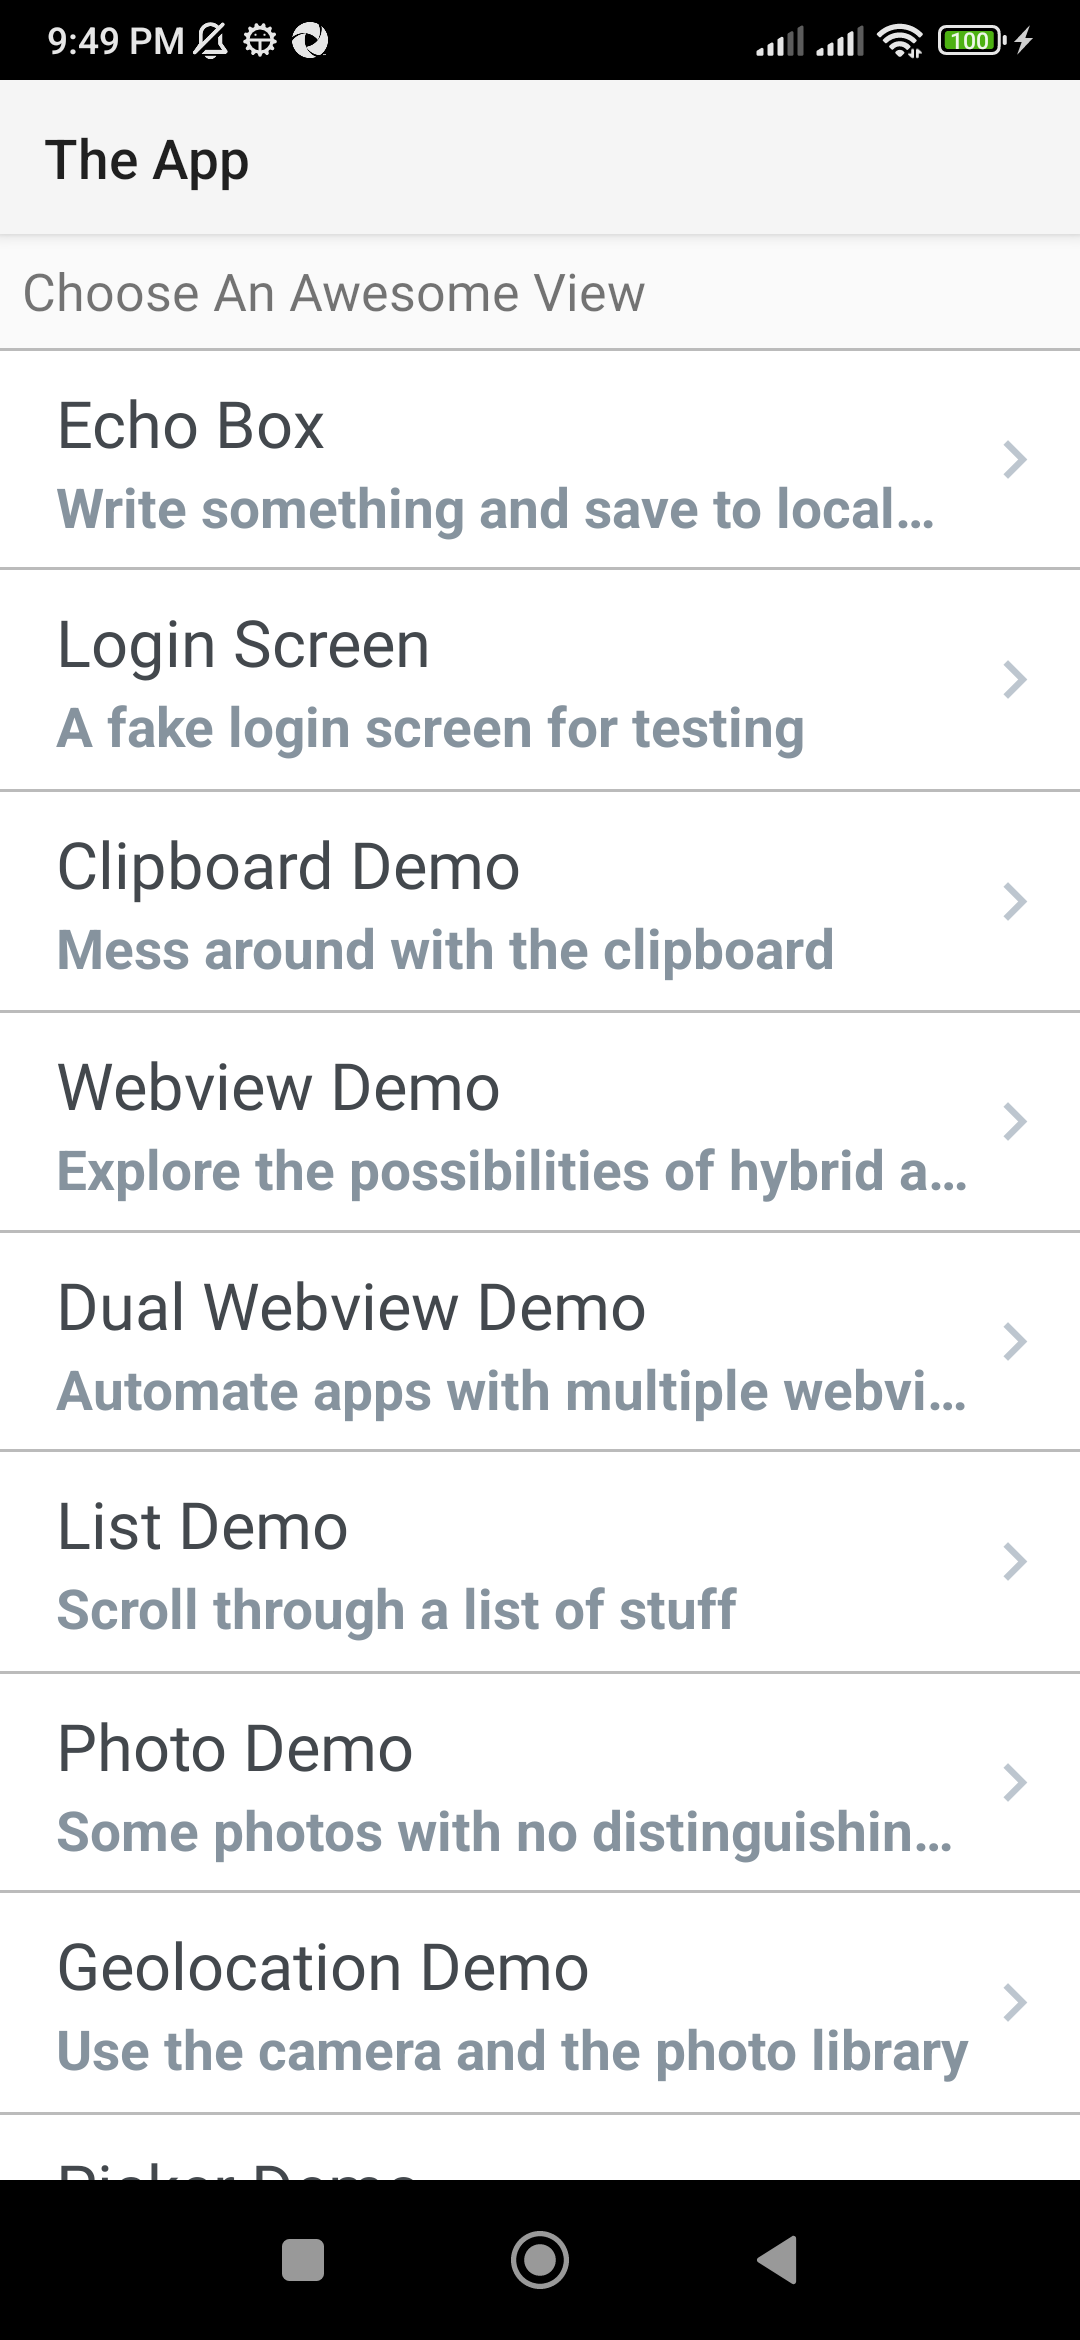 9:49 PM
100
The App
Choose An Awesome View
Echo Box
Write something and save to local...
Login Screen
A fake login screen for testing
Clipboard Demo
Mess around with the clipboard
Webview Demo
Explore the possibilities of hybrid a...
Dual Webview Demo
Automate apps with multiple webvi...
List Demo
Scroll through a list of stuff
Photo Demo
Some photos with no distinguishin...
Geolocation Demo
Use the camera and the photo library
Picker Demo